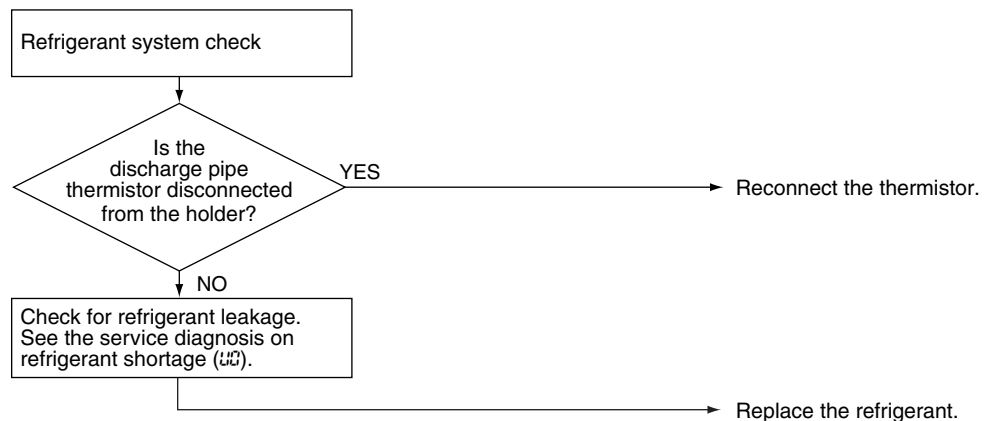 Refrigerant system check
Is the
discharge pipe
thermistor disconnected
from the holder?
YES
Reconnect the thermistor.
NO
Check for refrigerant leakage.
See the service diagnosis on
refrigerant shortage (U0).
Replace the refrigerant.